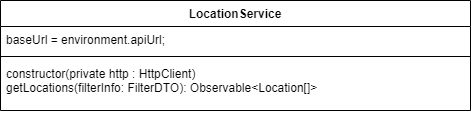 LocationService
baseUrl = environment.apiUrl;
constructor(private http : HttpClient)
getLocations(filterInfo: FilterDTO): Observable<Location[]>